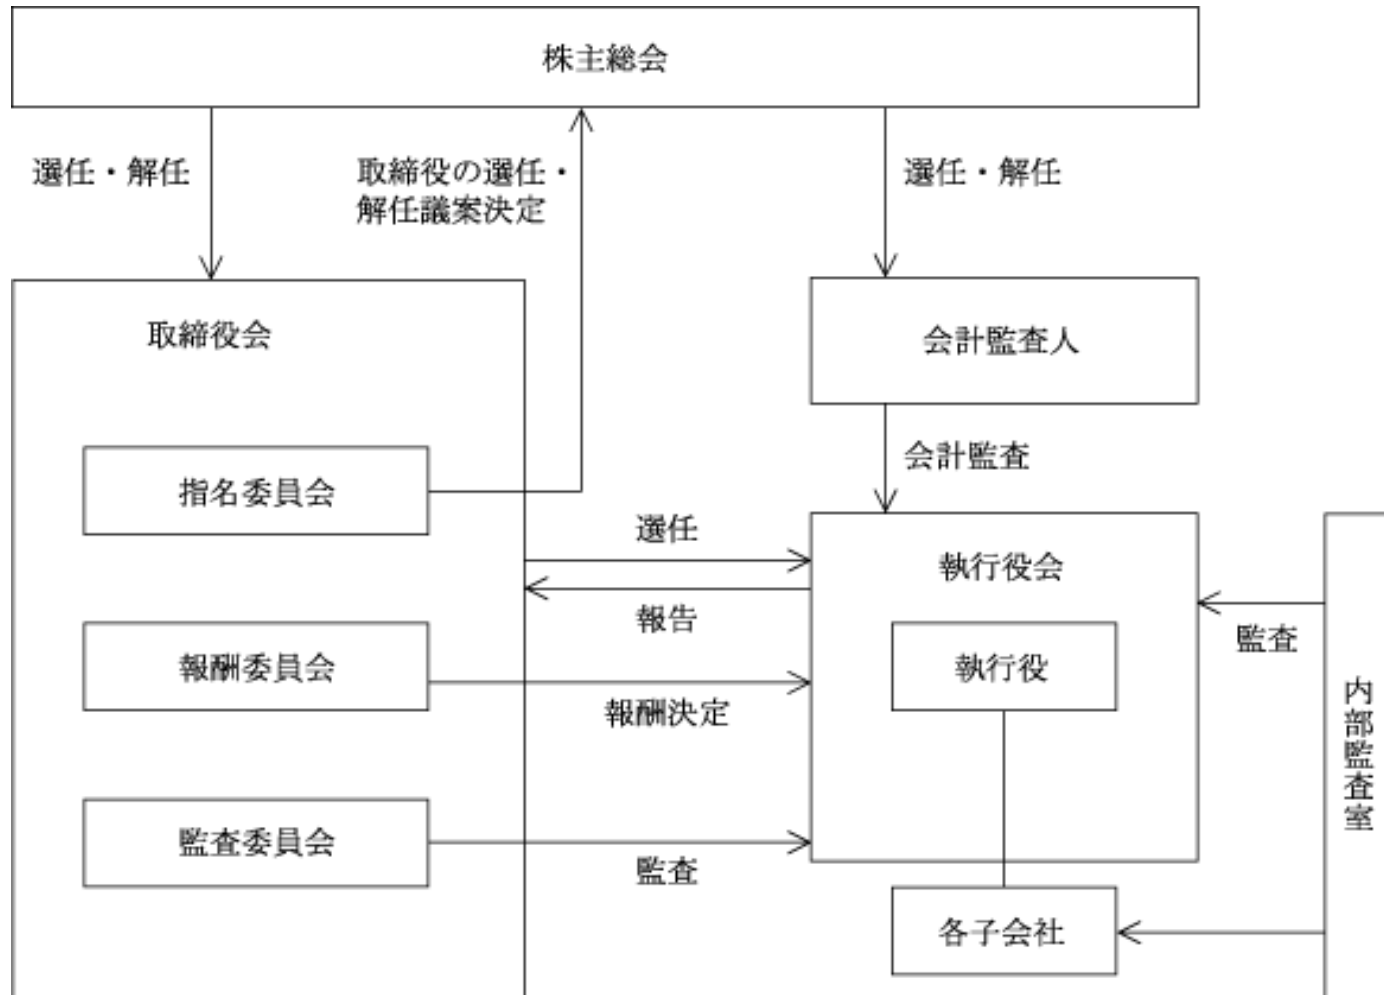 株主総会
選任・解任
取締役の選任・
解任議案決定
選任・解任
取締役会
会計監査人
会計監査
指名委員会
選任
執行役会
報告
監査
報酬委員会
執行役
報酬決定
内部監査室
監査委員会
監査
各子会社